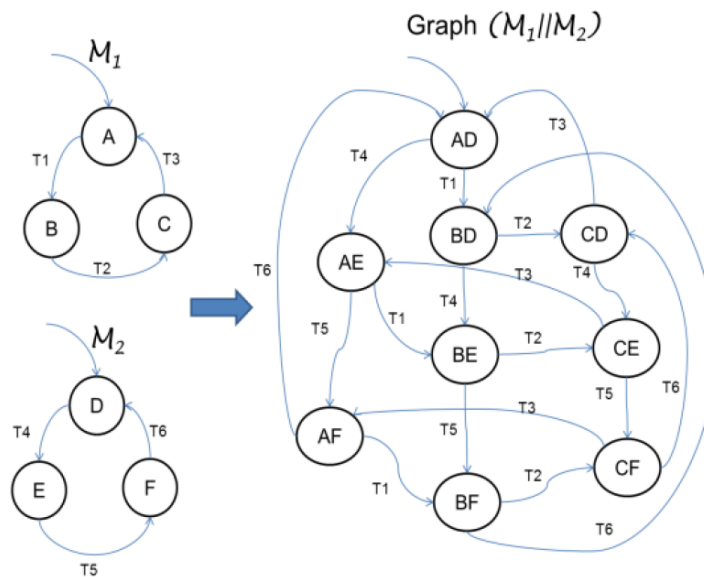 Graph (M₁//M₂)
M₁
A
T1
T3
B
C
T2
M₂
D
T4
T6
E
F
T5
AD
T3
T4
T1
BD
T2
CD
AE
T6
T3
T4
T4
T5
T1
BE
T2
CE
T5
T6
T3
AF
T5
CF
T1
T2
BF
T6